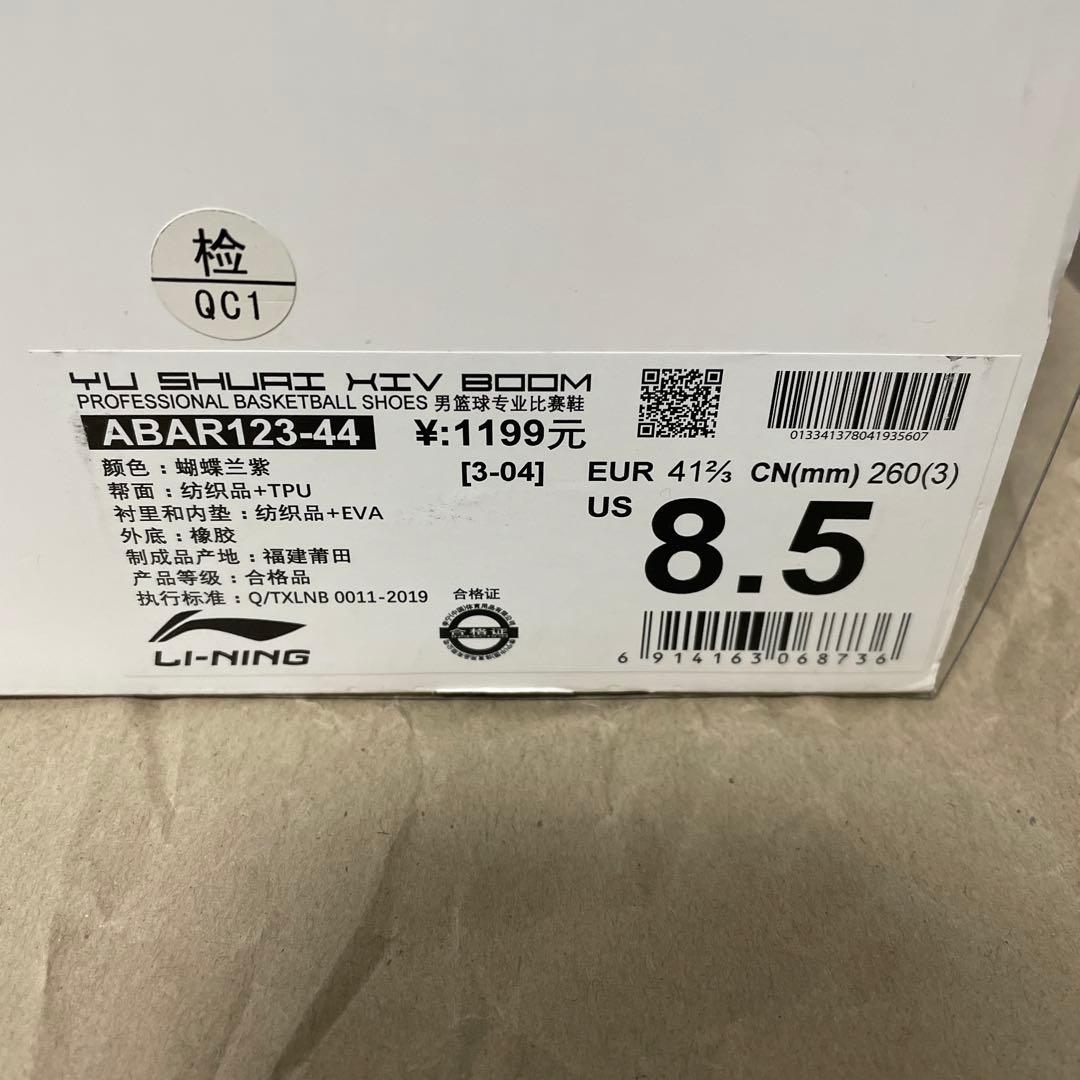 检
QC1
YU SHUAI XIV BOOM
PROFESSIONAL BASKETBALL SHOES 男篮球专业比赛鞋
ABAR123-44 ¥:1199元
013341378041935607
颜色:蝴蝶兰紫 [3-04] EUR 41⅔ CN(mm) 260(3)
帮面:纺织品+TPU
US 8.5
衬里和内垫:纺织品+EVA
外底:橡胶
制成品产地:福建莆田
产品等级:合格品
执行标准:Q/TXLNB 0011-2019
合格证
合格证
LI-NING
6 914163 068736